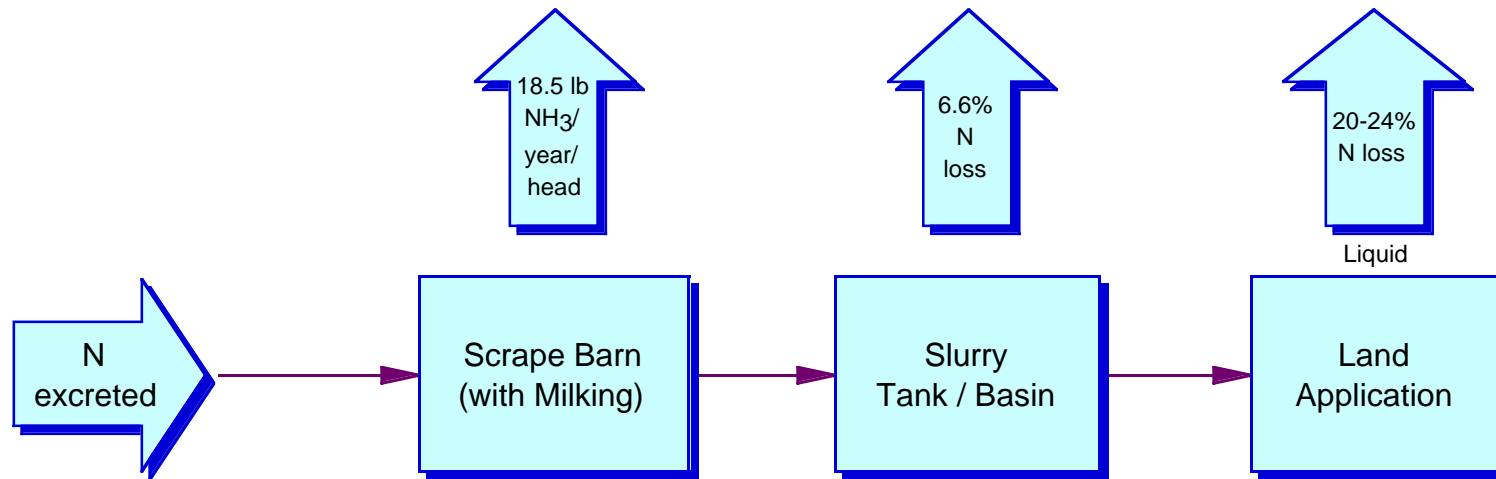 18.5 lb
NH3/
year/
head
6.6%
N
loss
20-24%
N loss
Liquid
N
excreted
Scrape Barn
(with Milking)
Slurry
Tank / Basin
Land
Application